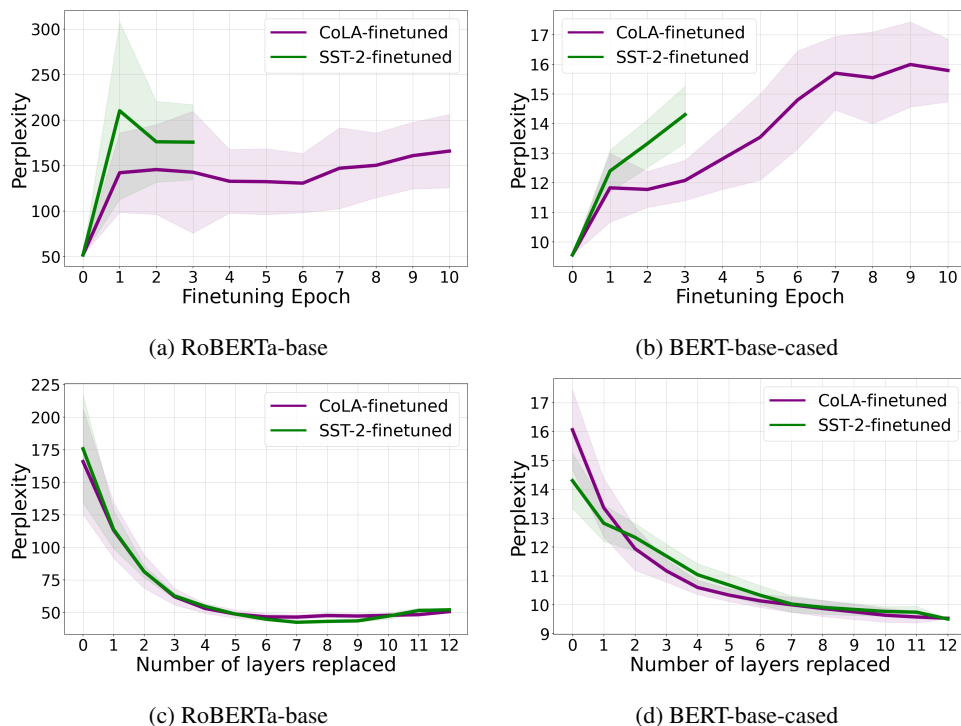 CoLA-finetuned
SST-2-finetuned
300
250
200
150
100
50
Perplexity
0 1 2 3 4 5 6 7 8 9 10
Finetuning Epoch
(a) RoBERTa-base
CoLA-finetuned
SST-2-finetuned
17
16
15
14
13
12
11
10
Perplexity
0 1 2 3 4 5 6 7 8 9 10
Finetuning Epoch
(b) BERT-base-cased
CoLA-finetuned
SST-2-finetuned
225
200
175
150
125
100
75
50
Perplexity
0 1 2 3 4 5 6 7 8 9 10 11 12
Number of layers replaced
(c) RoBERTa-base
CoLA-finetuned
SST-2-finetuned
17
16
15
14
13
12
11
10
9
Perplexity
0 1 2 3 4 5 6 7 8 9 10 11 12
Number of layers replaced
(d) BERT-base-cased